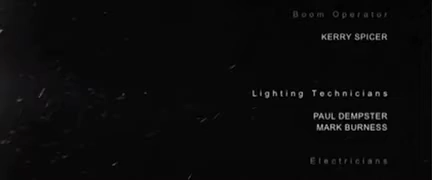 Boom Operator
KERRY SPICER
Lighting Technicians
PAUL DEMPSTER
MARK BURNESS
Electricians